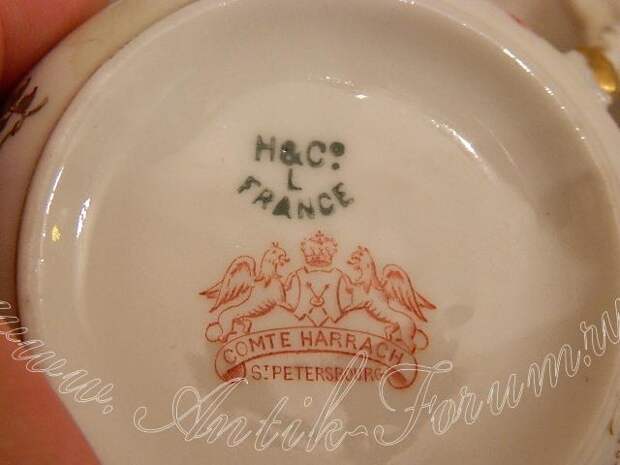 H&Cº
L
FRANCE
COMTE HARRACH
Sᵀ PETERSBOURG
www.Antik-Forum.ru